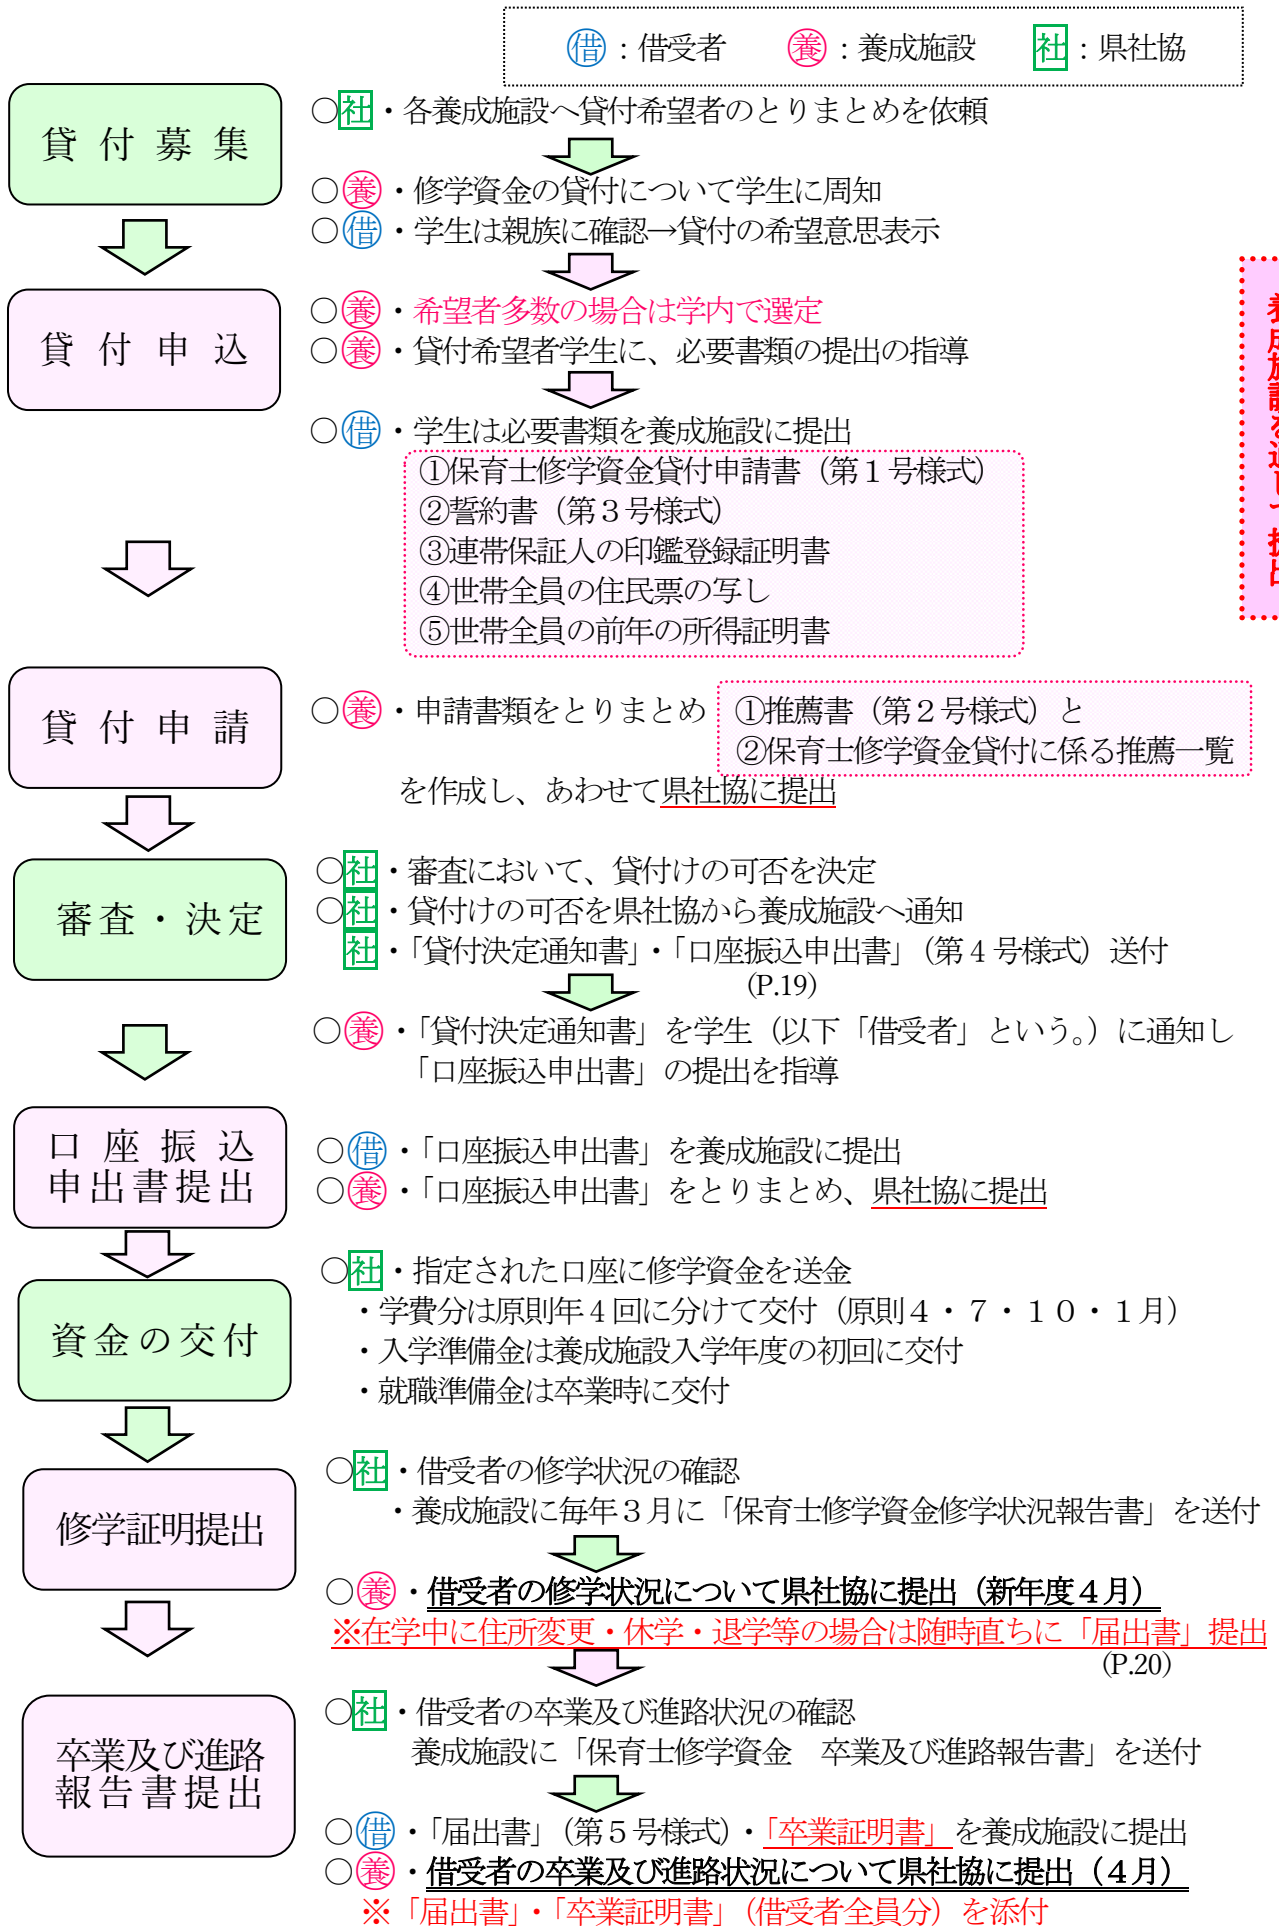 借：借受者　養：養成施設　社：県社協
貸付募集
○社・各養成施設へ貸付希望者のとりまとめを依頼
○養・修学資金の貸付について学生に周知
○借・学生は親族に確認→貸付の希望意思表示
貸付申込
○養・希望者多数の場合は学内で選定
○養・貸付希望者学生に、必要書類の提出の指導
○借・学生は必要書類を養成施設に提出
①保育士修学資金貸付申請書（第１号様式）
②誓約書（第３号様式）
③連帯保証人の印鑑登録証明書
④世帯全員の住民票の写し
⑤世帯全員の前年の所得証明書
養成施設を通して提出
貸付申請
○養・申請書類をとりまとめ
①推薦書（第２号様式）と
②保育士修学資金貸付に係る推薦一覧
を作成し、あわせて県社協に提出
審査・決定
○社・審査において、貸付けの可否を決定
○社・貸付けの可否を県社協から養成施設へ通知
社・「貸付決定通知書」・「口座振込申出書」（第４号様式）送付
（P.19）
○養・「貸付決定通知書」を学生（以下「借受者」という。）に通知し
「口座振込申出書」の提出を指導
口座振込
申出書提出
○借・「口座振込申出書」を養成施設に提出
○養・「口座振込申出書」をとりまとめ、県社協に提出
資金の交付
○社・指定された口座に修学資金を送金
・学費分は原則年４回に分けて交付（原則４・７・１０・１月）
・入学準備金は養成施設入学年度の初回に交付
・就職準備金は卒業時に交付
修学証明提出
○社・借受者の修学状況の確認
・養成施設に毎年３月に「保育士修学資金修学状況報告書」を送付
○養・借受者の修学状況について県社協に提出（新年度４月）
※在学中に住所変更・休学・退学等の場合は随時直ちに「届出書」提出
（P.20）
卒業及び進路
報告書提出
○社・借受者の卒業及び進路状況の確認
養成施設に「保育士修学資金　卒業及び進路報告書」を送付
○借・「届出書」（第５号様式）・「卒業証明書」を養成施設に提出
○養・借受者の卒業及び進路状況について県社協に提出（４月）
※「届出書」・「卒業証明書」（借受者全員分）を添付